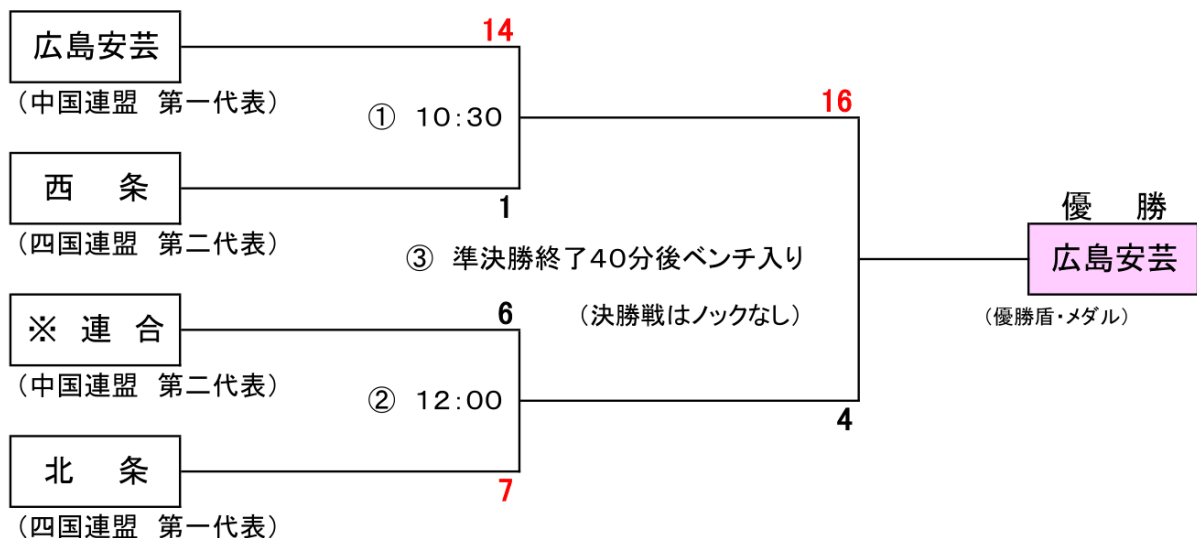 広島安芸
14
(中国連盟 第一代表)
① 10:30
16
西 条
1
(四国連盟 第二代表)
優 勝
③ 準決勝終了40分後ベンチ入り
広島安芸
※ 連 合
6
(決勝戦はノックなし)
(優勝盾・メダル)
(中国連盟 第二代表)
② 12:00
4
北 条
7
(四国連盟 第一代表)